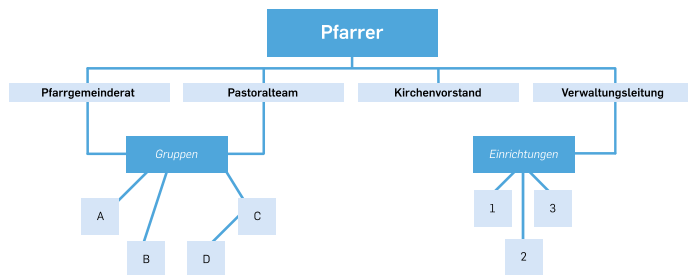 Pfarrer
Pfarrgemeinderat
Pastoralteam
Kirchenvorstand
Verwaltungsleitung
Gruppen
Einrichtungen
A
B
C
D
1
2
3